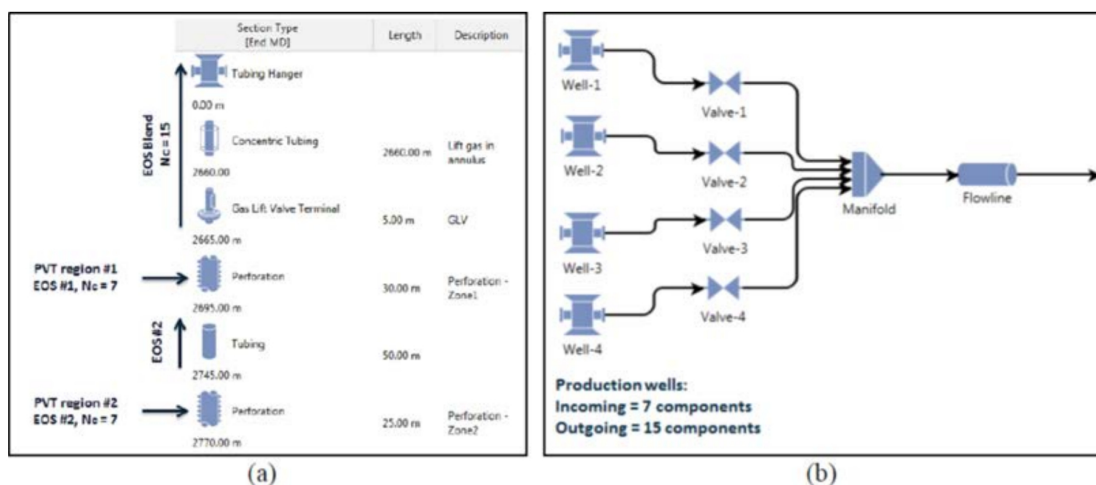 Section Type
[End MD]
Length
Description
Tubing Hanger
0.00 m
Concentric Tubing
2660.00 m
Lift gas in
annulus
2660.00
Gas Lift Valve Terminal
5.00 m
GLV
2665.00 m
Perforation
30.00 m
Perforation -
Zone1
2695.00 m
Tubing
50.00 m
2745.00 m
Perforation
25.00 m
Perforation -
Zone2
2770.00 m
EOS Blend
Nc = 15
PVT region #1
EOS #1, Nc = 7
EOS #2
PVT region #2
EOS #2, Nc = 7
(a)
Well-1
Valve-1
Well-2
Valve-2
Manifold
Flowline
Well-3
Valve-3
Well-4
Valve-4
Production wells:
Incoming = 7 components
Outgoing = 15 components
(b)